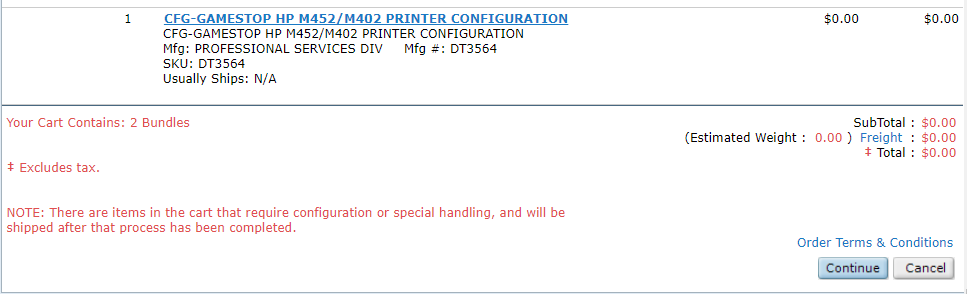 1 CFG-GAMESTOP HP M452/M402 PRINTER CONFIGURATION $0.00 $0.00
CFG-GAMESTOP HP M452/M402 PRINTER CONFIGURATION
Mfg: PROFESSIONAL SERVICES DIV Mfg #: DT3564
SKU: DT3564
Usually Ships: N/A
Your Cart Contains: 2 Bundles SubTotal : $0.00
(Estimated Weight : 0.00 ) Freight : $0.00
‡ Total : $0.00
‡ Excludes tax.
NOTE: There are items in the cart that require configuration or special handling, and will be
shipped after that process has been completed.
Order Terms & Conditions
Continue Cancel